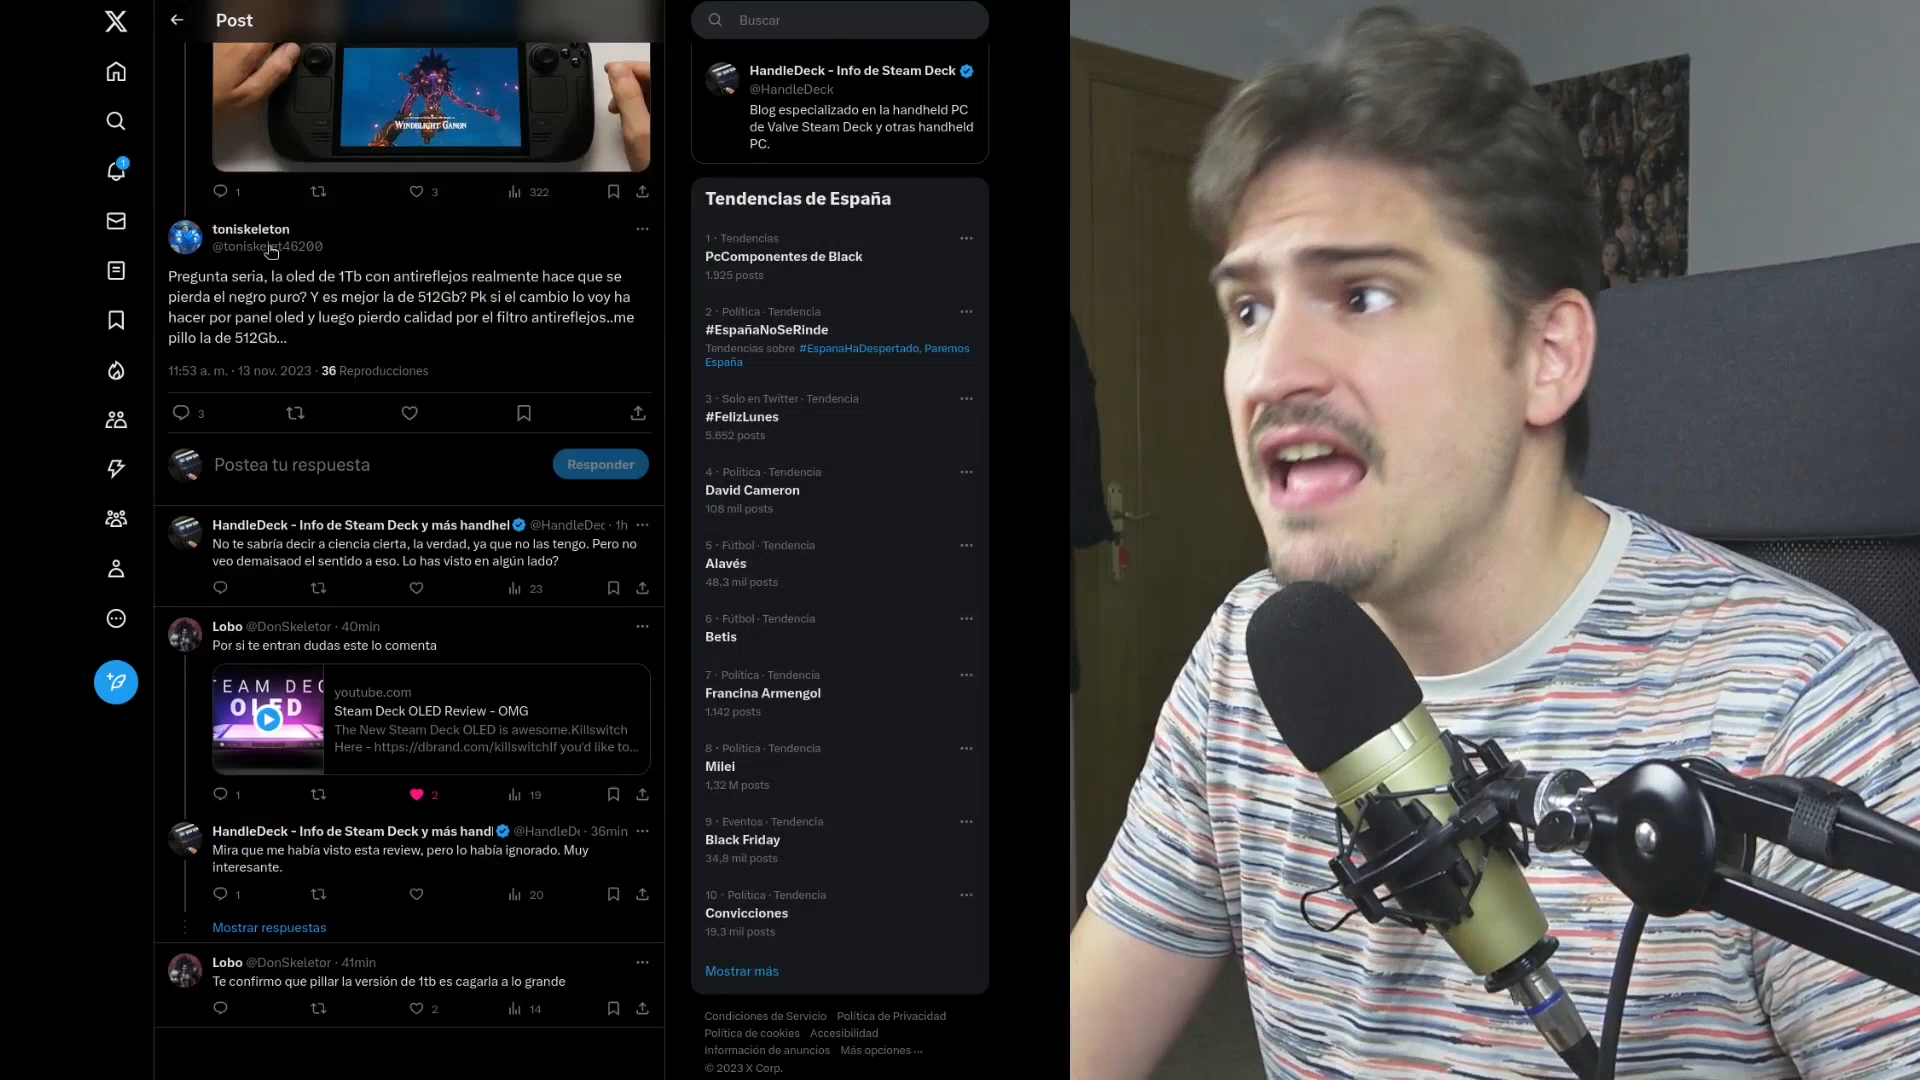 Post
WINDBLIGHT GANON
1
3
322
toniskeleton
@toniskelet46200
Pregunta seria, la oled de 1Tb con antireflejos realmente hace que se
pierda el negro puro? Y es mejor la de 512Gb? Pk si el cambio lo voy ha
hacer por panel oled y luego pierdo calidad por el filtro antireflejos..me
pillo la de 512Gb...
11:53 a. m. · 13 nov. 2023 · 36 Reproducciones
3
Postea tu respuesta
Responder
HandleDeck - Info de Steam Deck y más handhel @HandleDec · 1h
No te sabría decir a ciencia cierta, la verdad, ya que no las tengo. Pero no
veo demaisaod el sentido a eso. Lo has visto en algún lado?
23
Lobo @DonSkeletor · 40min
Por si te entran dudas este lo comenta
TEAM DEC
OLED
youtube.com
Steam Deck OLED Review - OMG
The New Steam Deck OLED is awesome.Killswitch
Here - https://dbrand.com/killswitchIf you'd like to...
1
2
19
HandleDeck - Info de Steam Deck y más handl @HandleDe · 36min
Mira que me había visto esta review, pero lo había ignorado. Muy
interesante.
1
20
Mostrar respuestas
Lobo @DonSkeletor · 41min
Te confirmo que pillar la versión de 1tb es cagarla a lo grande
2
14
1
Buscar
HandleDeck - Info de Steam Deck
@HandleDeck
Blog especializado en la handheld PC
de Valve Steam Deck y otras handheld
PC.
Tendencias de España
1 · Tendencias
PcComponentes de Black
1.925 posts
2 · Política · Tendencia
#EspañaNoSeRinde
Tendencias sobre #EspanaHaDespertado, Paremos
España
3 · Solo en Twitter · Tendencia
#FelizLunes
5.652 posts
4 · Política · Tendencia
David Cameron
108 mil posts
5 · Fútbol · Tendencia
Alavés
48,3 mil posts
6 · Fútbol · Tendencia
Betis
7 · Política · Tendencia
Francina Armengol
1.142 posts
8 · Política · Tendencia
Milei
1,32 M posts
9 · Eventos · Tendencia
Black Friday
34,8 mil posts
10 · Política · Tendencia
Convicciones
19,3 mil posts
Mostrar más
Condiciones de Servicio Política de Privacidad
Política de cookies Accesibilidad
Información de anuncios Más opciones ···
© 2023 X Corp.